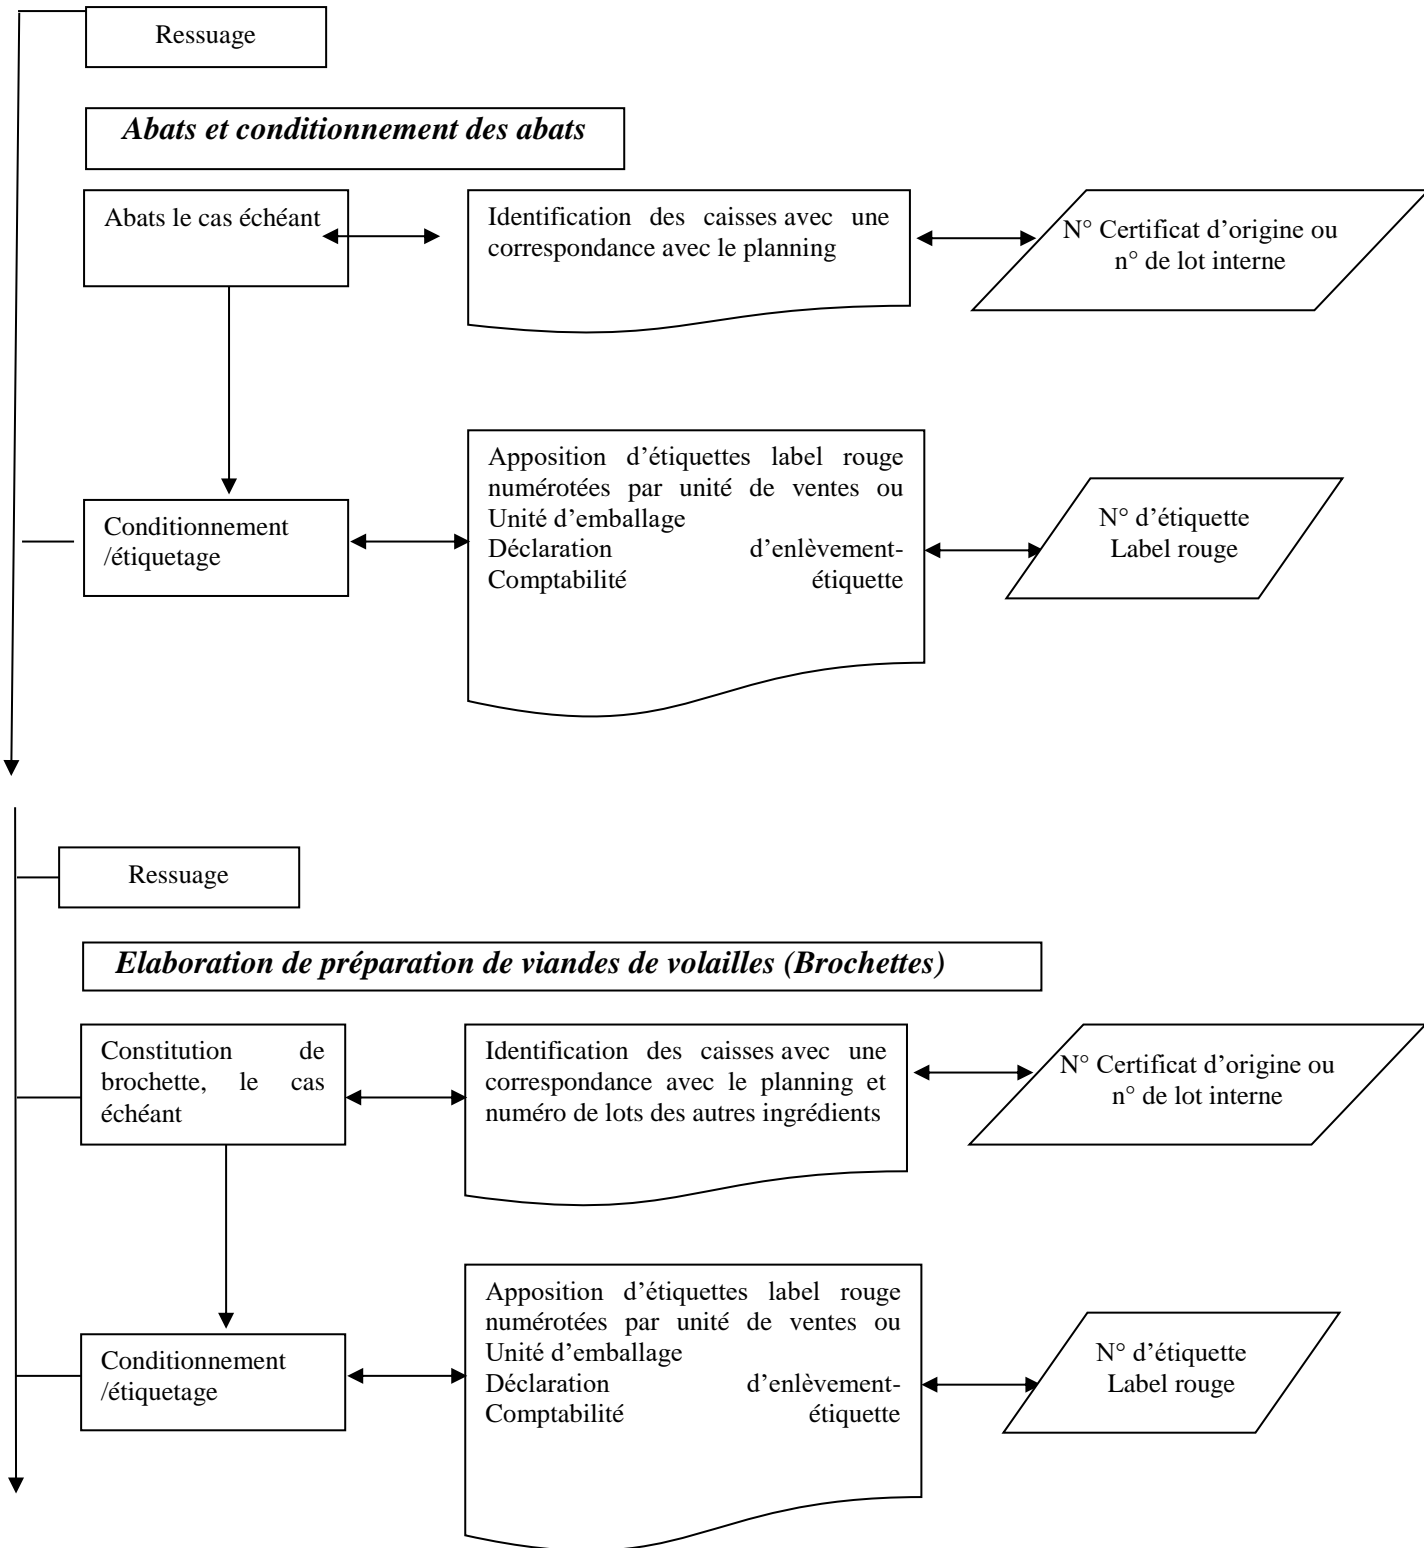 Ressuage
Abats et conditionnement des abats
Abats le cas échéant
Identification des caisses avec une
correspondance avec le planning
N° Certificat d'origine ou
n° de lot interne
Apposition d'étiquettes label rouge
numérotées par unité de ventes ou
Unité d'emballage
Déclaration d'enlèvement-
Comptabilité étiquette
Conditionnement
/étiquetage
N° d'étiquette
Label rouge
Ressuage
Elaboration de préparation de viandes de volailles (Brochettes)
Constitution de
brochette, le cas
échéant
Identification des caisses avec une
correspondance avec le planning et
numéro de lots des autres ingrédients
N° Certificat d'origine ou
n° de lot interne
Apposition d'étiquettes label rouge
numérotées par unité de ventes ou
Unité d'emballage
Déclaration d'enlèvement-
Comptabilité étiquette
Conditionnement
/étiquetage
N° d'étiquette
Label rouge